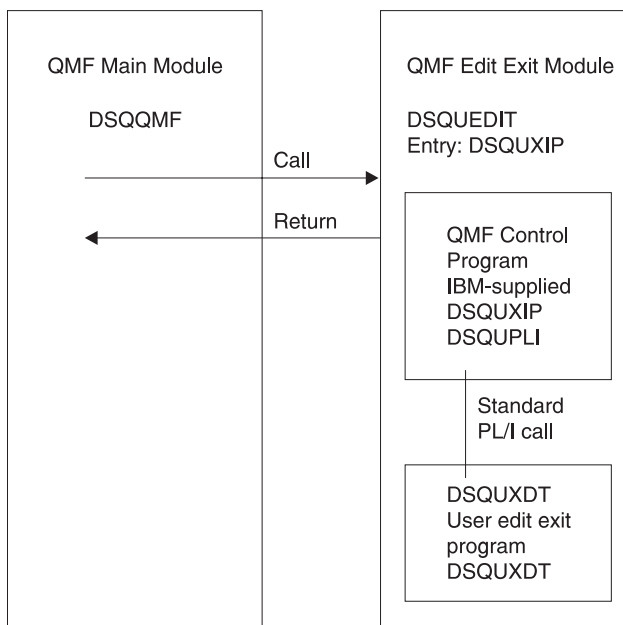 QMF Main Module
DSQQMF
Call
Return
QMF Edit Exit Module
DSQUEDIT
Entry: DSQUXIP
QMF Control
Program
IBM-supplied
DSQUXIP
DSQUPLI
Standard
PL/I call
DSQUXDT
User edit exit
program
DSQUXDT